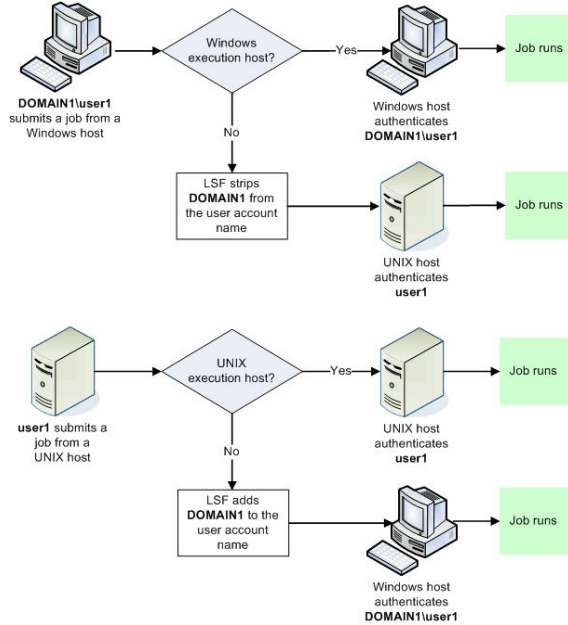 Windows
execution host?
Yes
Job runs
DOMAIN1\user1
submits a job from a
Windows host
Windows host
authenticates
DOMAIN1\user1
No
LSF strips
DOMAIN1 from
the user account
name
Job runs
UNIX host
authenticates
user1
UNIX
execution host?
Yes
Job runs
user1 submits a
job from a
UNIX host
UNIX host
authenticates
user1
No
LSF adds
DOMAIN1 to the
user account
name
Job runs
Windows host
authenticates
DOMAIN1\user1